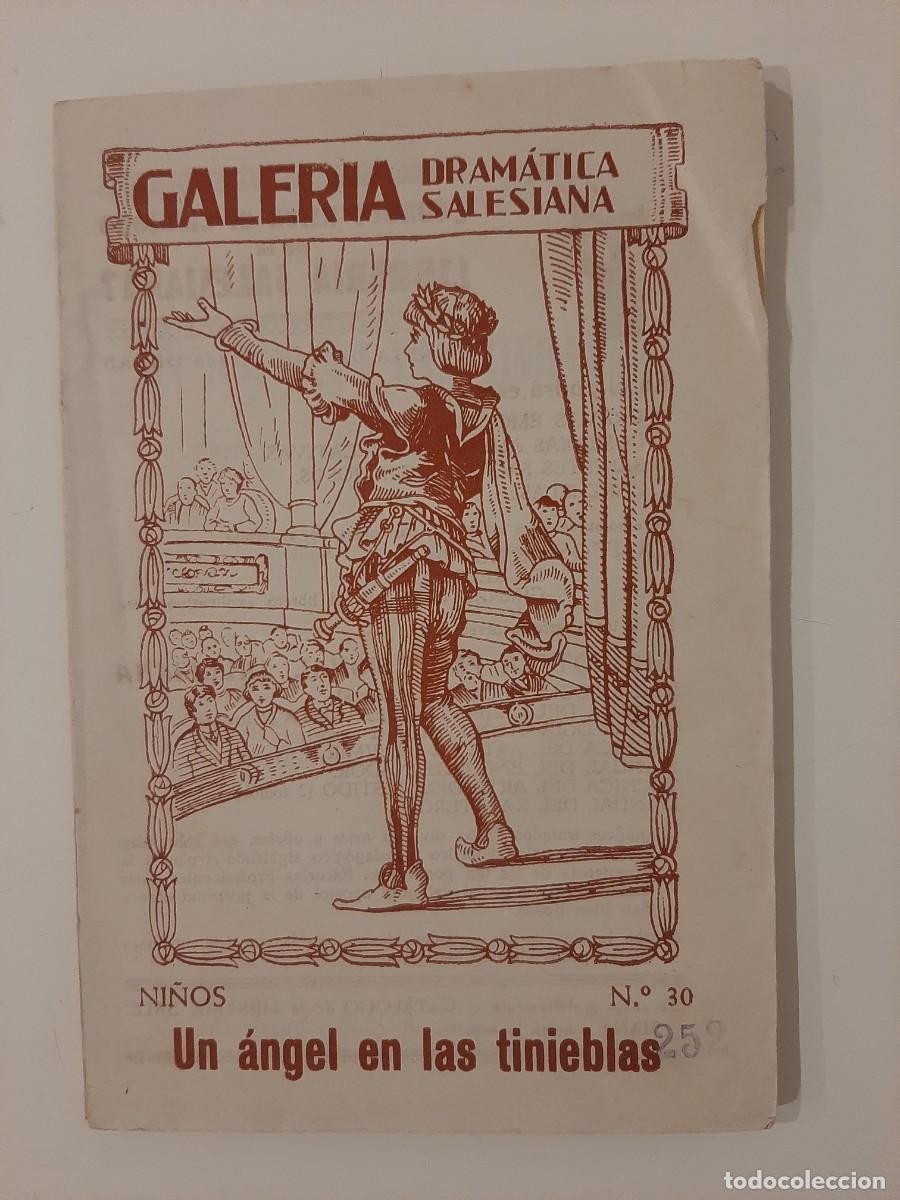 GALERIA DRAMÁTICA
SALESIANA
NIÑOS N.º 30
Un ángel en las tinieblas
252
todocoleccion